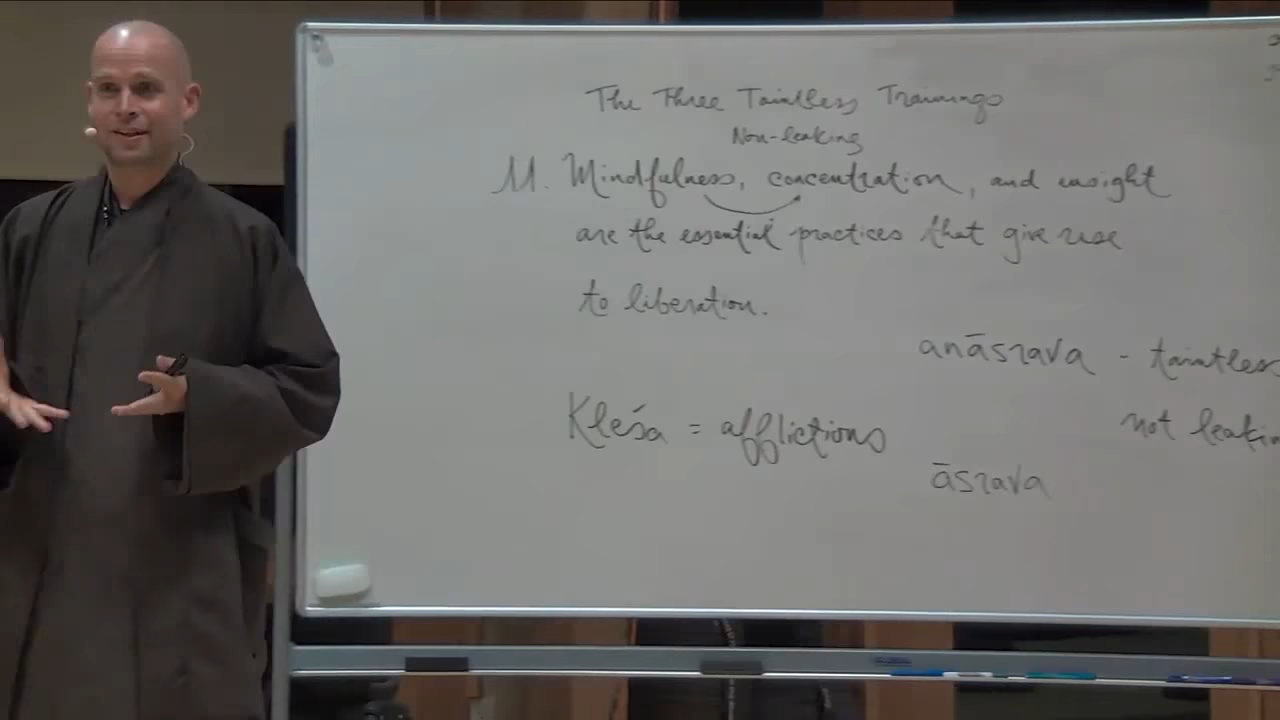 The Three Taintless Trainings
Non-leaking
11. Mindfulness, concentration, and insight
are the essential practices that give rise
to liberation.
anāsrava - taintless
not leakin
Kleśa = afflictions
āsrava